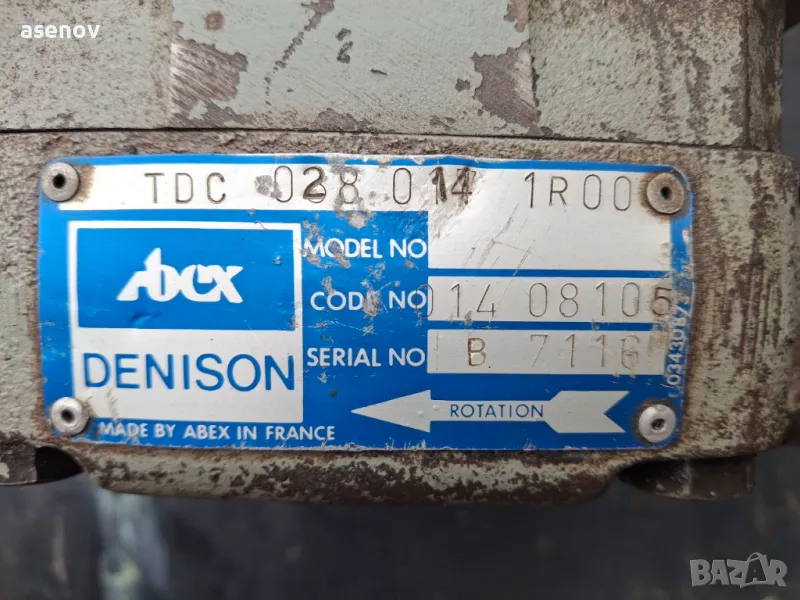 asenov
TDC 028 014 1R00
MODEL NO
Abex
CODE NO 014 08105
SERIAL NO B 7116
DENISON
ROTATION
MADE BY ABEX IN FRANCE
BAZAR